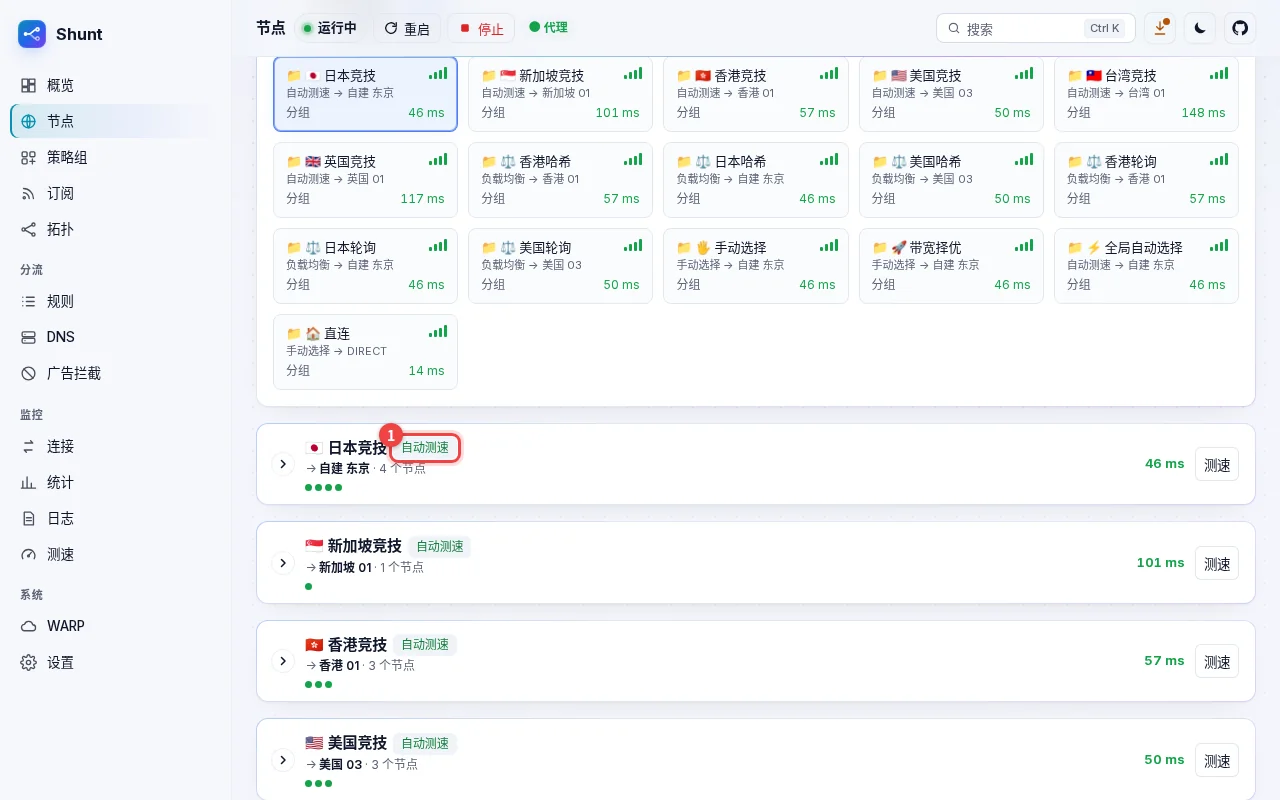 Shunt
概览
节点
策略组
订阅
拓扑
分流
规则
DNS
广告拦截
监控
连接
统计
日志
测速
系统
WARP
设置
节点 运行中 重启 停止 代理 搜索 Ctrl K
日本竞技
自动测速 → 自建 东京
分组 46 ms
新加坡竞技
自动测速 → 新加坡 01
分组 101 ms
香港竞技
自动测速 → 香港 01
分组 57 ms
美国竞技
自动测速 → 美国 03
分组 50 ms
台湾竞技
自动测速 → 台湾 01
分组 148 ms
英国竞技
自动测速 → 英国 01
分组 117 ms
香港哈希
负载均衡 → 香港 01
分组 57 ms
日本哈希
负载均衡 → 自建 东京
分组 46 ms
美国哈希
负载均衡 → 美国 03
分组 50 ms
香港轮询
负载均衡 → 香港 01
分组 57 ms
日本轮询
负载均衡 → 自建 东京
分组 46 ms
美国轮询
负载均衡 → 美国 03
分组 50 ms
手动选择
手动选择 → 自建 东京
分组 46 ms
带宽择优
手动选择 → 自建 东京
分组 46 ms
全局自动选择
自动测速 → 自建 东京
分组 46 ms
直连
手动选择 → DIRECT
分组 14 ms
1
日本竞技 自动测速
→ 自建 东京 · 4 个节点
46 ms 测速
新加坡竞技 自动测速
→ 新加坡 01 · 1 个节点
101 ms 测速
香港竞技 自动测速
→ 香港 01 · 3 个节点
57 ms 测速
美国竞技 自动测速
→ 美国 03 · 3 个节点
50 ms 测速